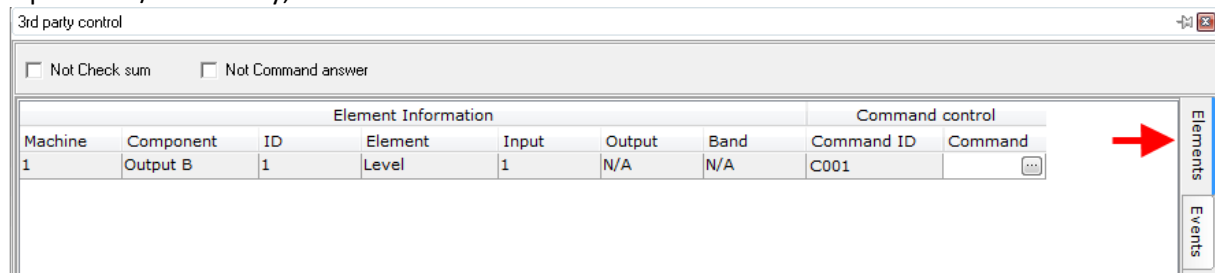 3rd party control
Not Check sum Not Command answer
Element Information Command control
Machine Component ID Element Input Output Band Command ID Command
1 Output B 1 Level 1 N/A N/A C001 ...
Elements
Events